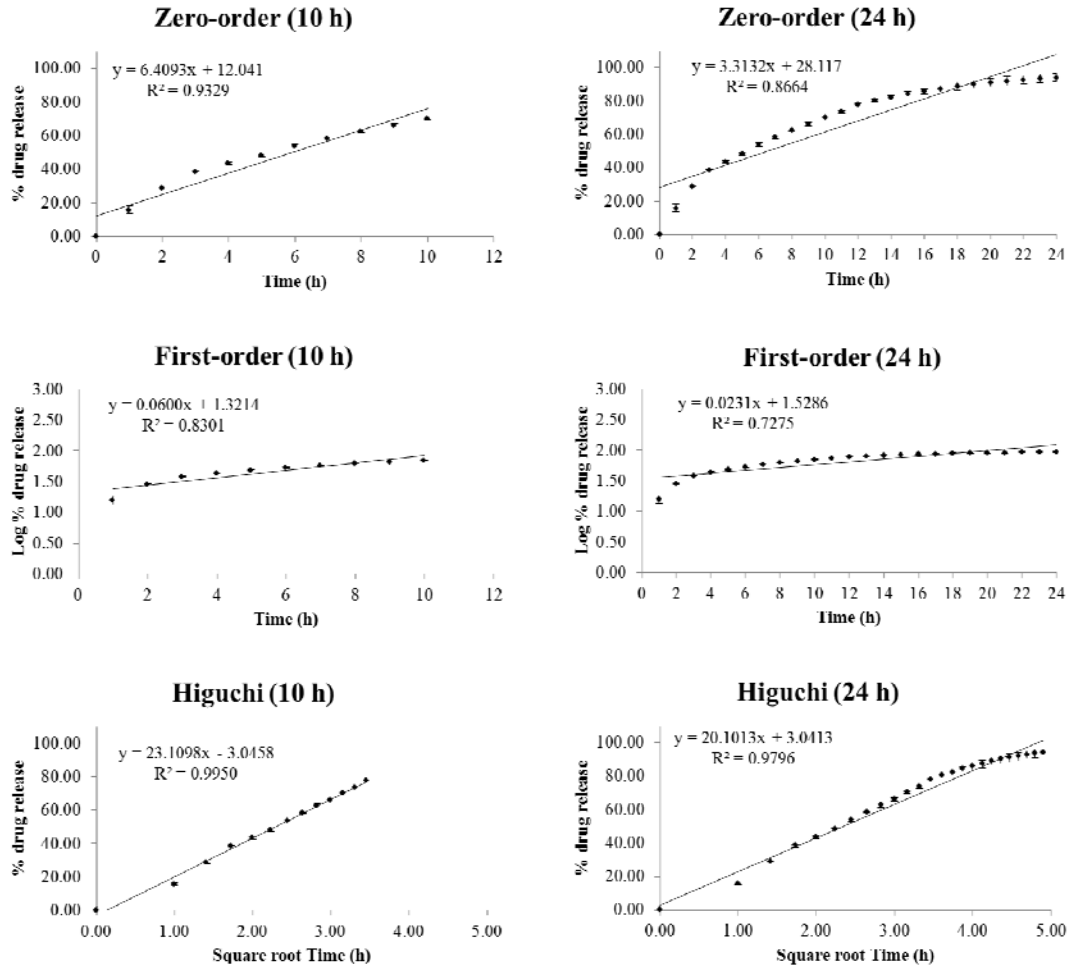 Zero-order (10 h)
y = 6.4093x + 12.041
R² = 0.9329
100.00
80.00
60.00
40.00
20.00
0.00
% drug release
0 2 4 6 8 10 12
Time (h)
Zero-order (24 h)
y = 3.3132x + 28.117
R² = 0.8664
100.00
80.00
60.00
40.00
20.00
0.00
% drug release
0 2 4 6 8 10 12 14 16 18 20 22 24
Time (h)
First-order (10 h)
y = 0.0600x + 1.3214
R² = 0.8301
3.00
2.50
2.00
1.50
1.00
0.50
0.00
Log % drug release
0 2 4 6 8 10 12
Time (h)
First-order (24 h)
y = 0.0231x + 1.5286
R² = 0.7275
3.00
2.50
2.00
1.50
1.00
0.50
0.00
Log % drug release
0 2 4 6 8 10 12 14 16 18 20 22 24
Time (h)
Higuchi (10 h)
y = 23.1098x - 3.0458
R² = 0.9950
100.00
80.00
60.00
40.00
20.00
0.00
% drug release
0.00 1.00 2.00 3.00 4.00 5.00
Square root Time (h)
Higuchi (24 h)
y = 20.1013x + 3.0413
R² = 0.9796
100.00
80.00
60.00
40.00
20.00
0.00
% drug release
0.00 1.00 2.00 3.00 4.00 5.00
Square root Time (h)